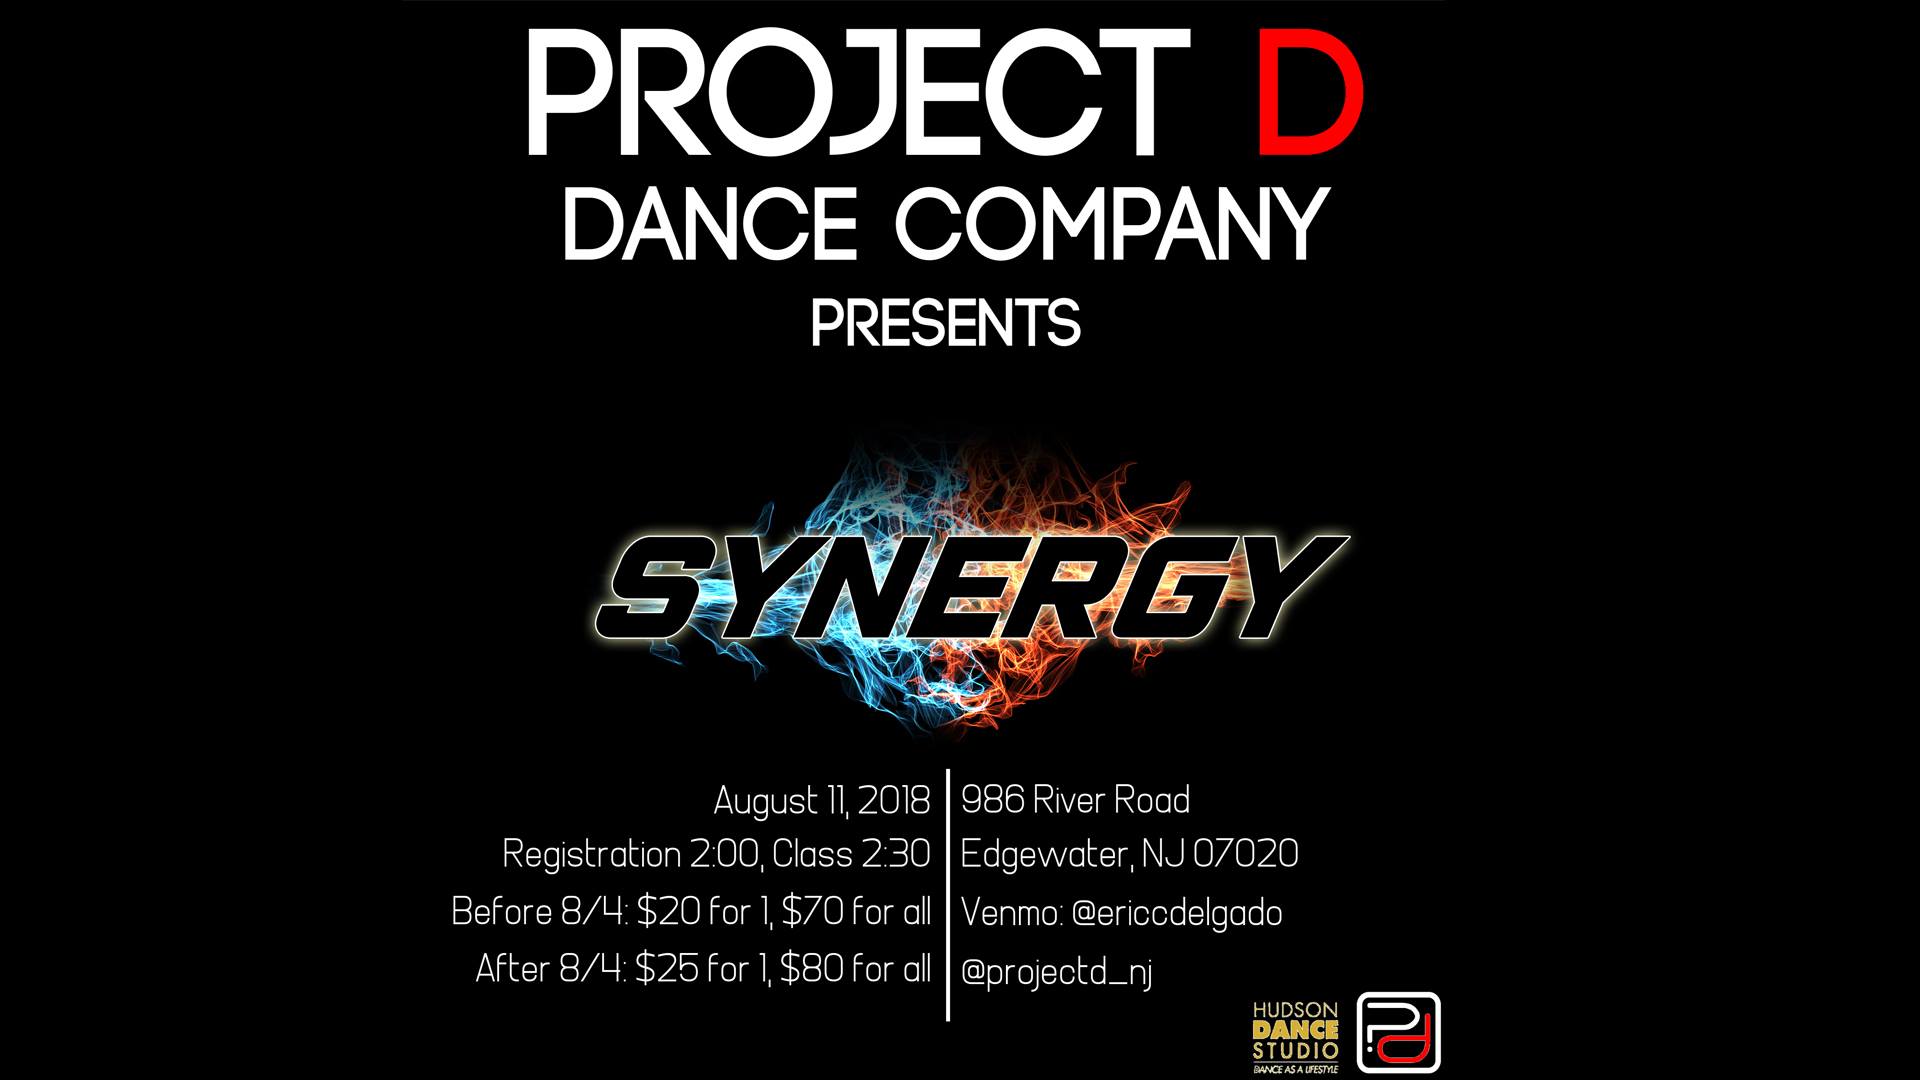 PROJECT D
DANCE COMPANY
PRESENTS
SYNERGY
August 11, 2018
Registration 2:00, Class 2:30
Before 8/4: $20 for 1, $70 for all
After 8/4: $25 for 1, $80 for all
986 River Road
Edgewater, NJ 07020
Venmo: @ericcdelgado
@projectd_nj
HUDSON
DANCE
STUDIO
DANCE AS A LIFESTYLE